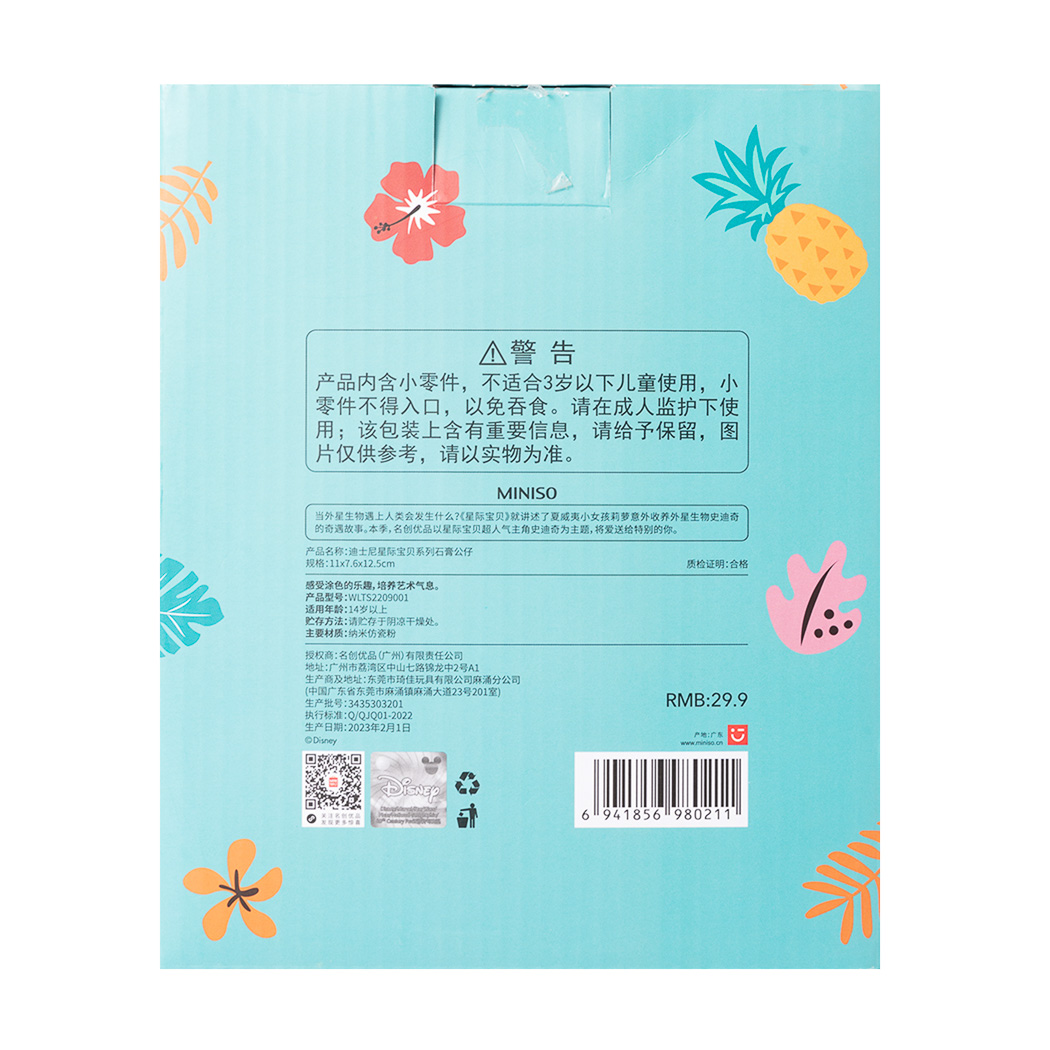 警 告
产品内含小零件，不适合3岁以下儿童使用，小
零件不得入口，以免吞食。请在成人监护下使
用；该包装上含有重要信息，请给予保留，图
片仅供参考，请以实物为准。
MINISO
当外星生物遇上人类会发生什么？《星际宝贝》就讲述了夏威夷小女孩莉萝意外收养外星生物史迪奇
的奇遇故事。本季，名创优品以星际宝贝超人气主角史迪奇为主题，将爱送给特别的你。
产品名称：迪士尼星际宝贝系列石膏公仔
规格：11x7.6x12.5cm
质检证明：合格
感受涂色的乐趣，培养艺术气息。
产品型号：WLTS2209001
适用年龄：14岁以上
贮存方法：请贮存于阴凉干燥处。
主要材质：纳米仿瓷粉
授权商：名创优品（广州）有限责任公司
地址：广州市荔湾区中山七路锦龙中2号A1
生产商及地址：东莞市琦佳玩具有限公司麻涌分公司
(中国广东省东莞市麻涌镇麻涌大道23号201室)
生产批号：3435303201
执行标准：Q/QJQ01-2022
生产日期：2023年2月1日
©Disney
RMB:29.9
产地：广东
www.miniso.cn
关注名创优品
发现更多惊喜
Disney
6 941856 980211